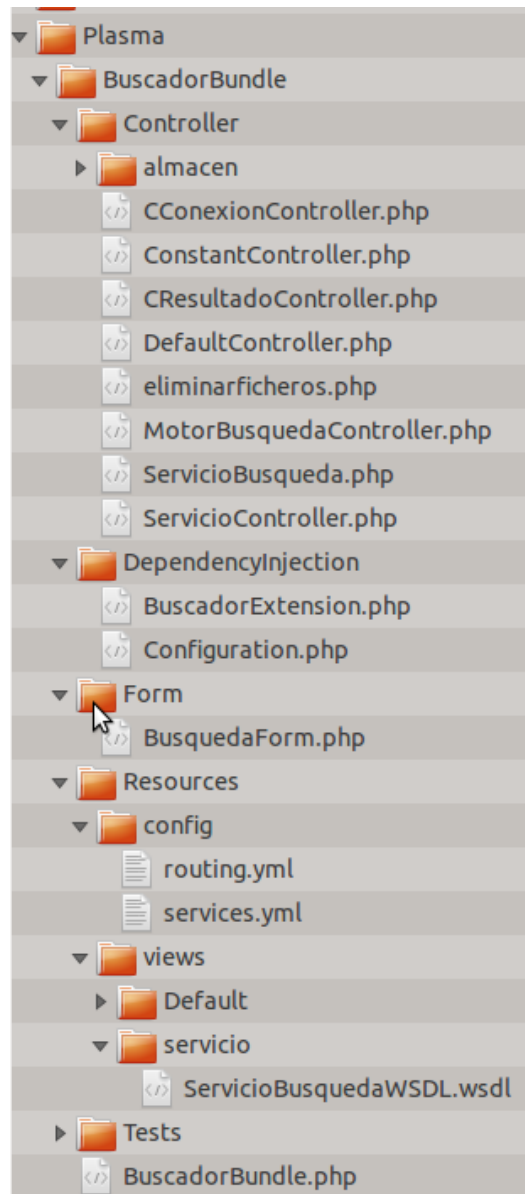 Plasma
BuscadorBundle
Controller
almacen
CConexionController.php
ConstantController.php
CResultadoController.php
DefaultController.php
eliminarficheros.php
MotorBusquedaController.php
ServicioBusqueda.php
ServicioController.php
DependencyInjection
BuscadorExtension.php
Configuration.php
Form
BusquedaForm.php
Resources
config
routing.yml
services.yml
views
Default
servicio
ServicioBusquedaWSDL.wsdl
Tests
BuscadorBundle.php